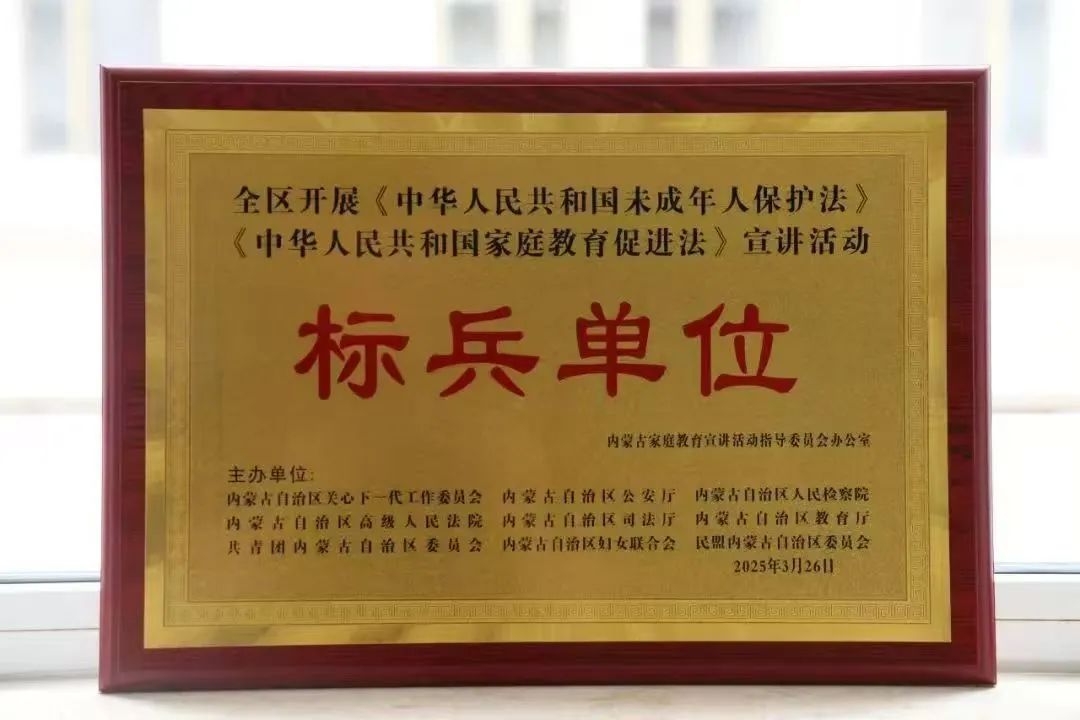 全区开展《中华人民共和国未成年人保护法》
《中华人民共和国家庭教育促进法》宣讲活动
标兵单位
内蒙古家庭教育宣讲活动指导委员会办公室
主办单位:
内蒙古自治区关心下一代工作委员会 内蒙古自治区公安厅 内蒙古自治区人民检察院
内蒙古自治区高级人民法院 内蒙古自治区司法厅 内蒙古自治区教育厅
共青团内蒙古自治区委员会 内蒙古自治区妇女联合会 民盟内蒙古自治区委员会
2025年3月26日